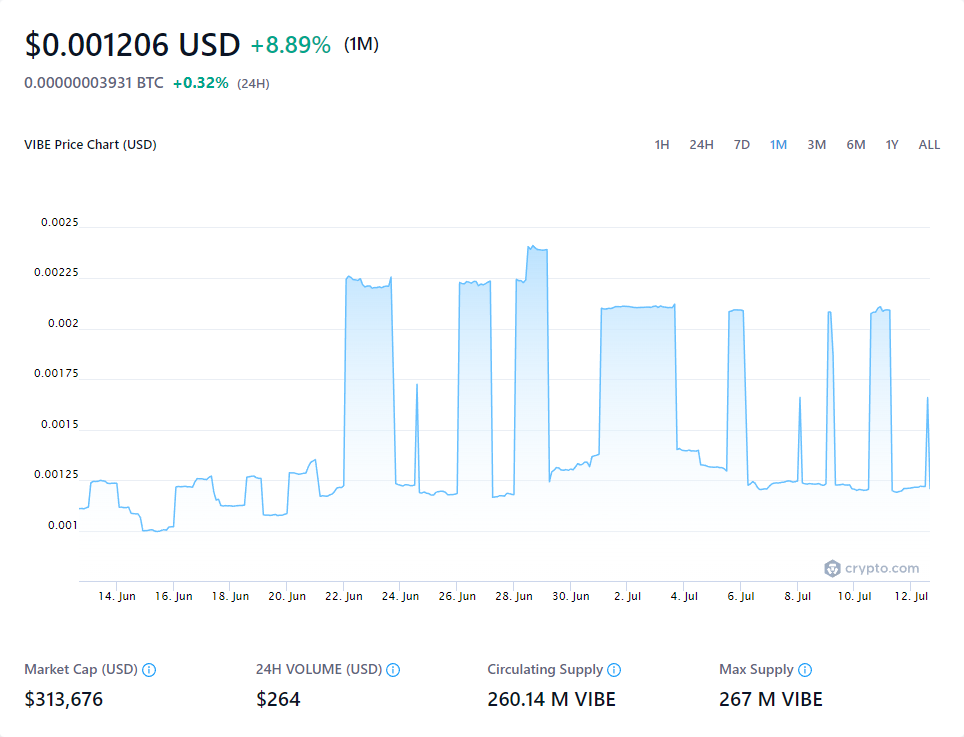 $0.001206 USD +8.89% (1M)
0.00000003931 BTC +0.32% (24H)
VIBE Price Chart (USD) 1H 24H 7D 1M 3M 6M 1Y ALL
0.0025
0.00225
0.002
0.00175
0.0015
0.00125
0.001
crypto.com
14. Jun 16. Jun 18. Jun 20. Jun 22. Jun 24. Jun 26. Jun 28. Jun 30. Jun 2. Jul 4. Jul 6. Jul 8. Jul 10. Jul 12. Jul
Market Cap (USD) 24H VOLUME (USD) Circulating Supply Max Supply
$313,676 $264 260.14 M VIBE 267 M VIBE